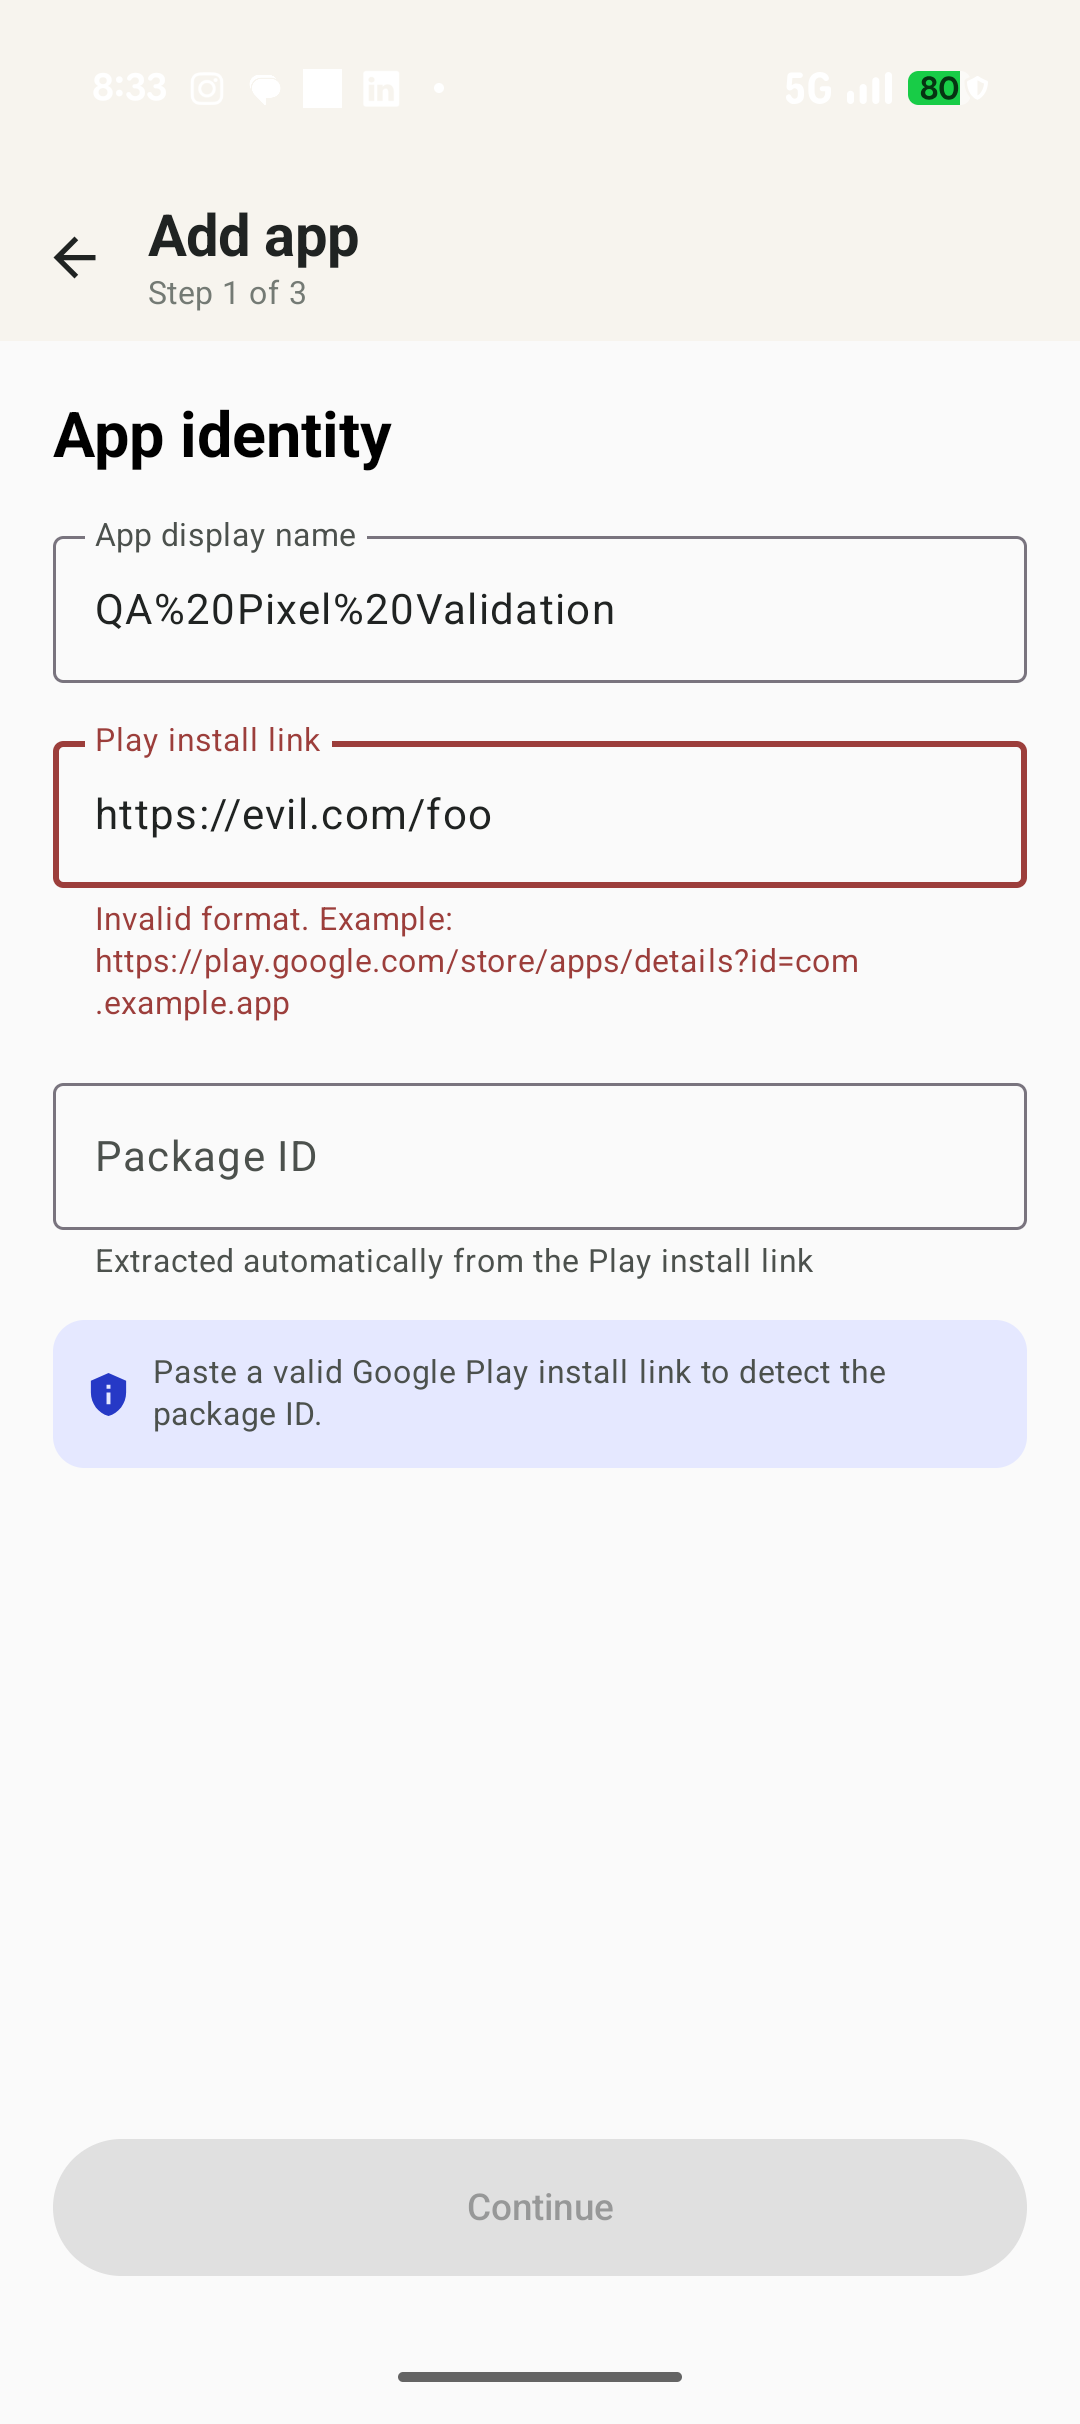 8:33
5G
80
Add app
Step 1 of 3
App identity
App display name
QA%20Pixel%20Validation
Play install link
https://evil.com/foo
Invalid format. Example:
https://play.google.com/store/apps/details?id=com
.example.app
Package ID
Extracted automatically from the Play install link
Paste a valid Google Play install link to detect the
package ID.
Continue